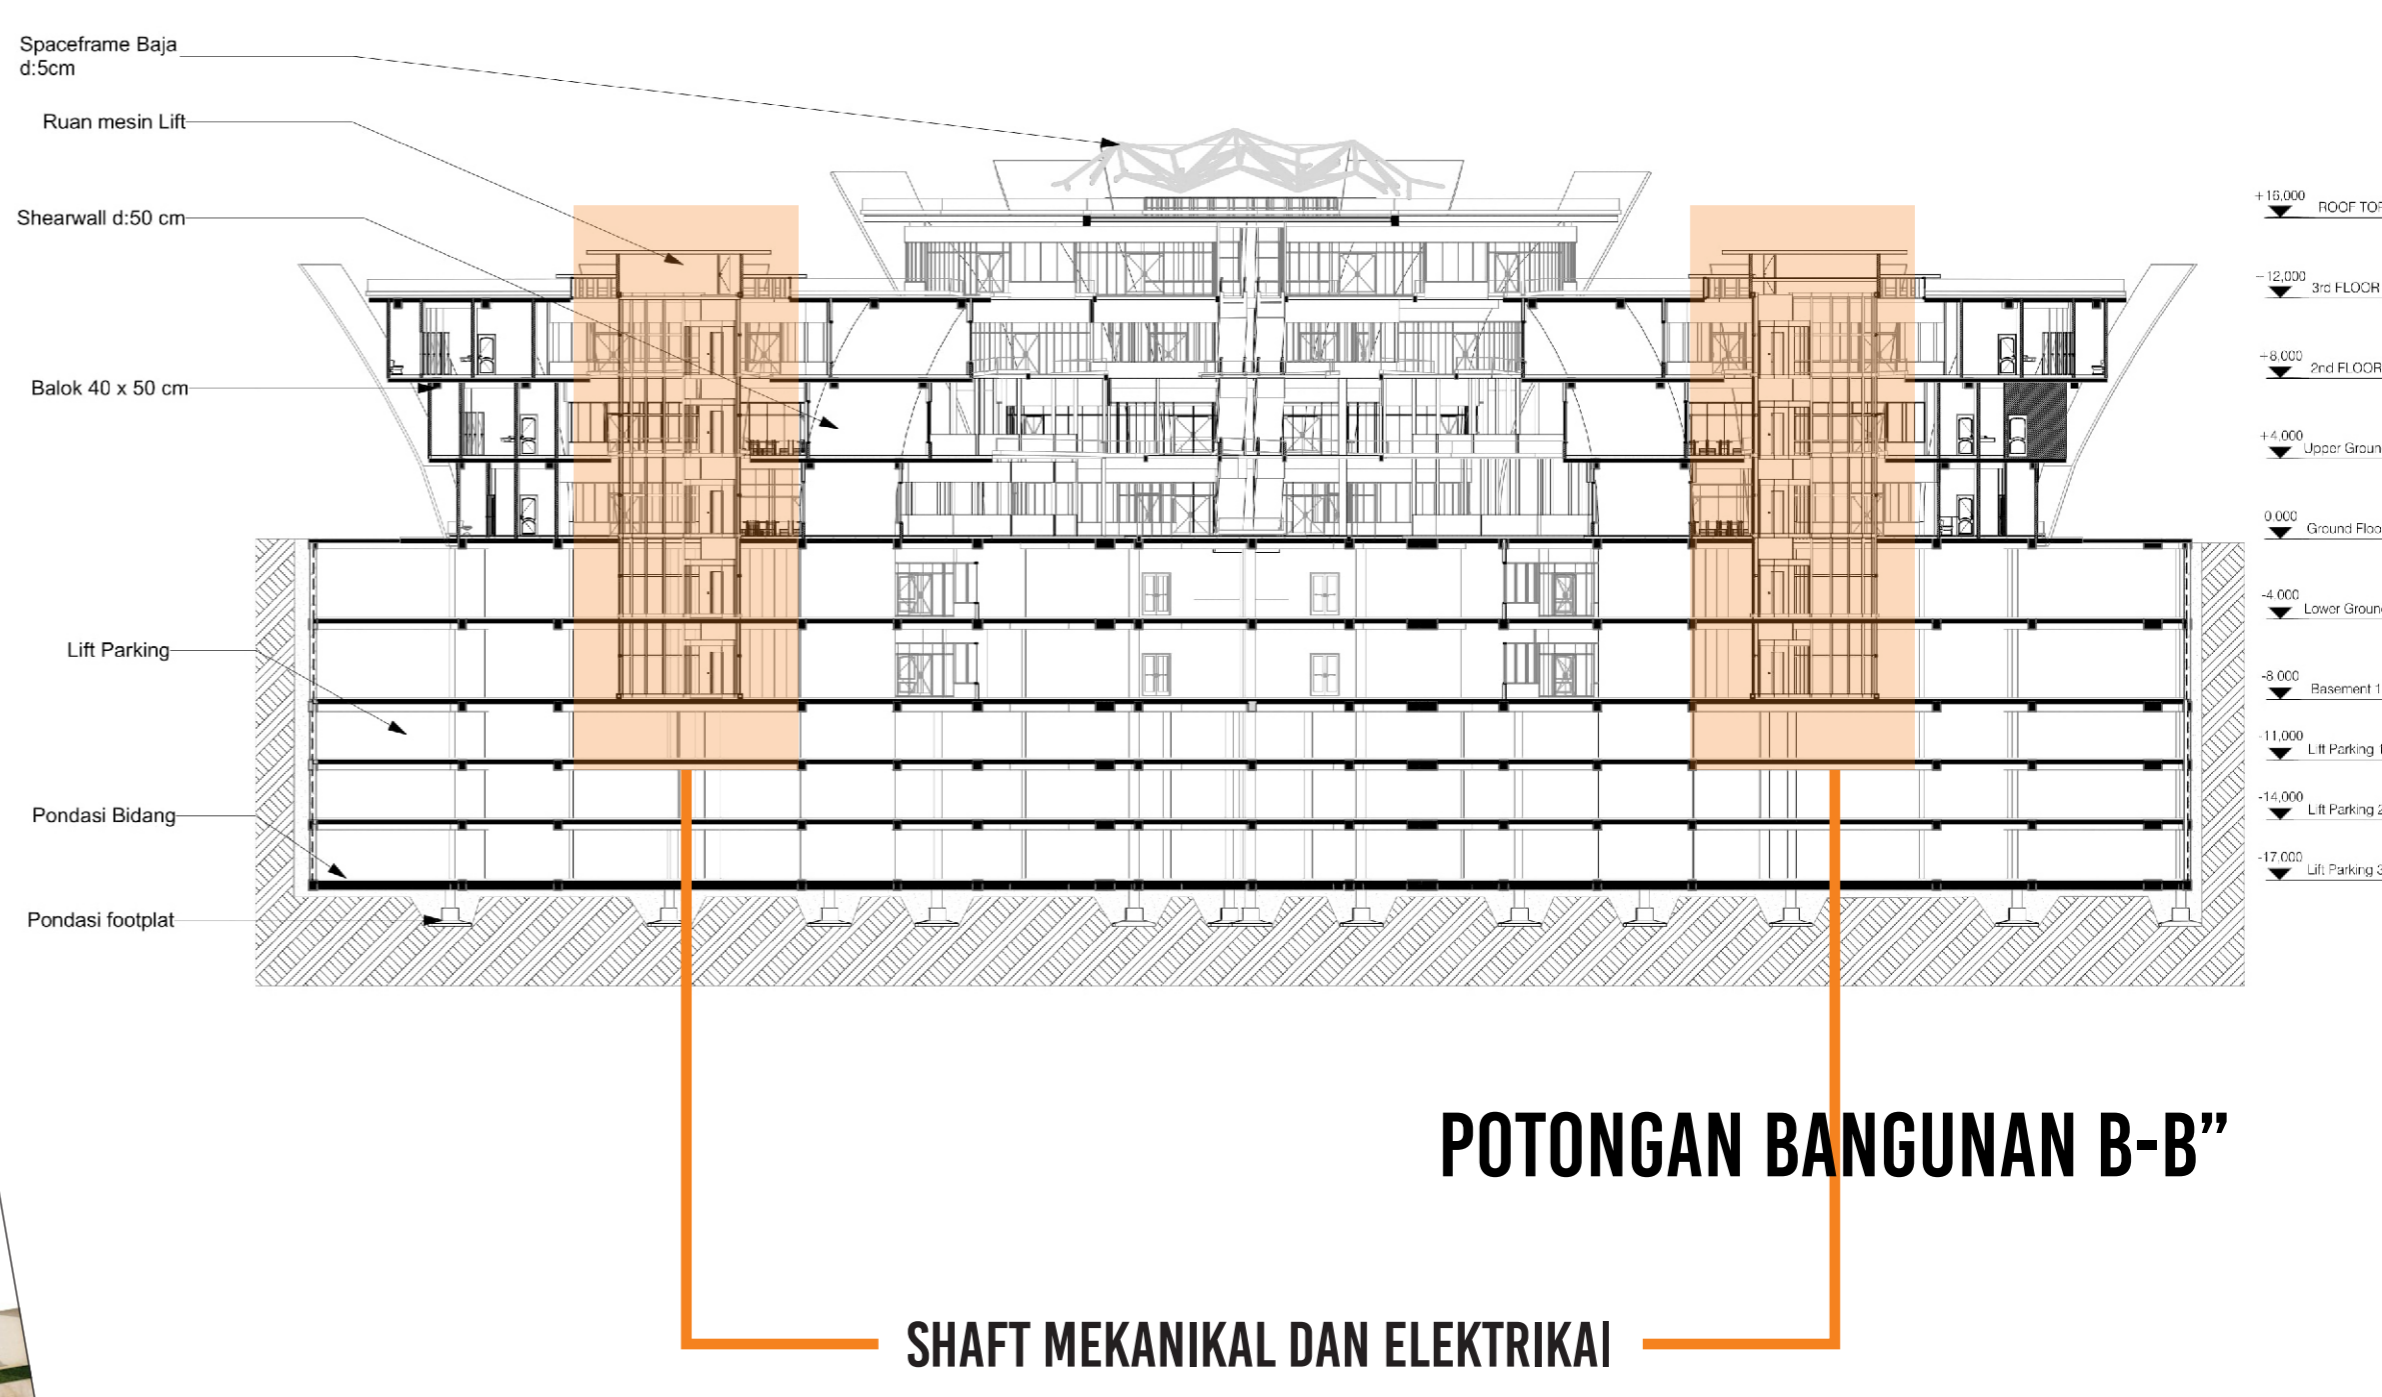 Spaceframe Baja
d:5cm
Ruan mesin Lift
Shearwall d:50 cm
Balok 40 x 50 cm
Lift Parking
Pondasi Bidang
Pondasi footplat
+16,000 ROOF TOP
12,000 3rd FLOOR
+8,000 2nd FLOOR
+4,000 Upper Groun
0,000 Ground Floo
-4,000 Lower Groun
-8,000 Basement 1
-11,000 Lift Parking 1
-14,000 Lift Parking 2
-17,000 Lift Parking 3
POTONGAN BANGUNAN B-B”
SHAFT MEKANIKAL DAN ELEKTRIKAl